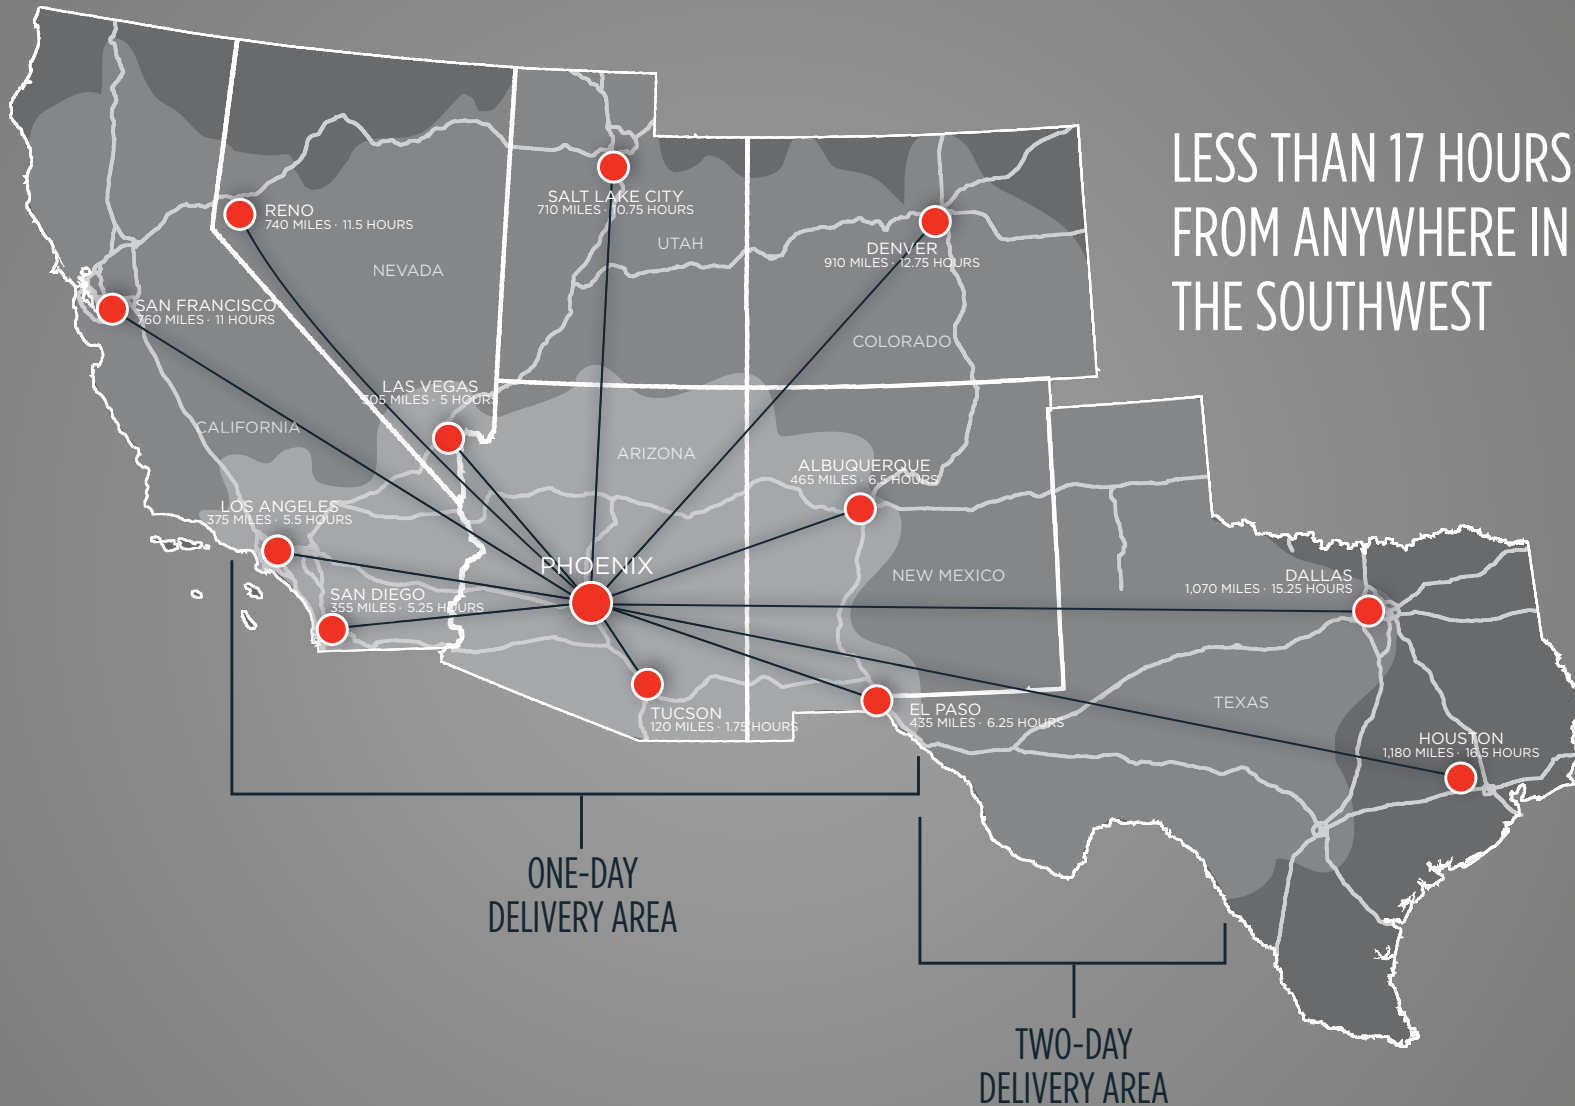 LESS THAN 17 HOURS
FROM ANYWHERE IN
THE SOUTHWEST
SALT LAKE CITY
710 MILES · 10.75 HOURS
RENO
740 MILES · 11.5 HOURS
UTAH
DENVER
910 MILES · 12.75 HOURS
NEVADA
SAN FRANCISCO
760 MILES · 11 HOURS
COLORADO
LAS VEGAS
305 MILES · 5 HOURS
CALIFORNIA
ARIZONA
ALBUQUERQUE
465 MILES · 6.5 HOURS
LOS ANGELES
375 MILES · 5.5 HOURS
PHOENIX
NEW MEXICO
DALLAS
1,070 MILES · 15.25 HOURS
SAN DIEGO
355 MILES · 5.25 HOURS
TEXAS
TUCSON
120 MILES · 1.75 HOURS
EL PASO
435 MILES · 6.25 HOURS
HOUSTON
1,180 MILES · 16.5 HOURS
ONE-DAY
DELIVERY AREA
TWO-DAY
DELIVERY AREA